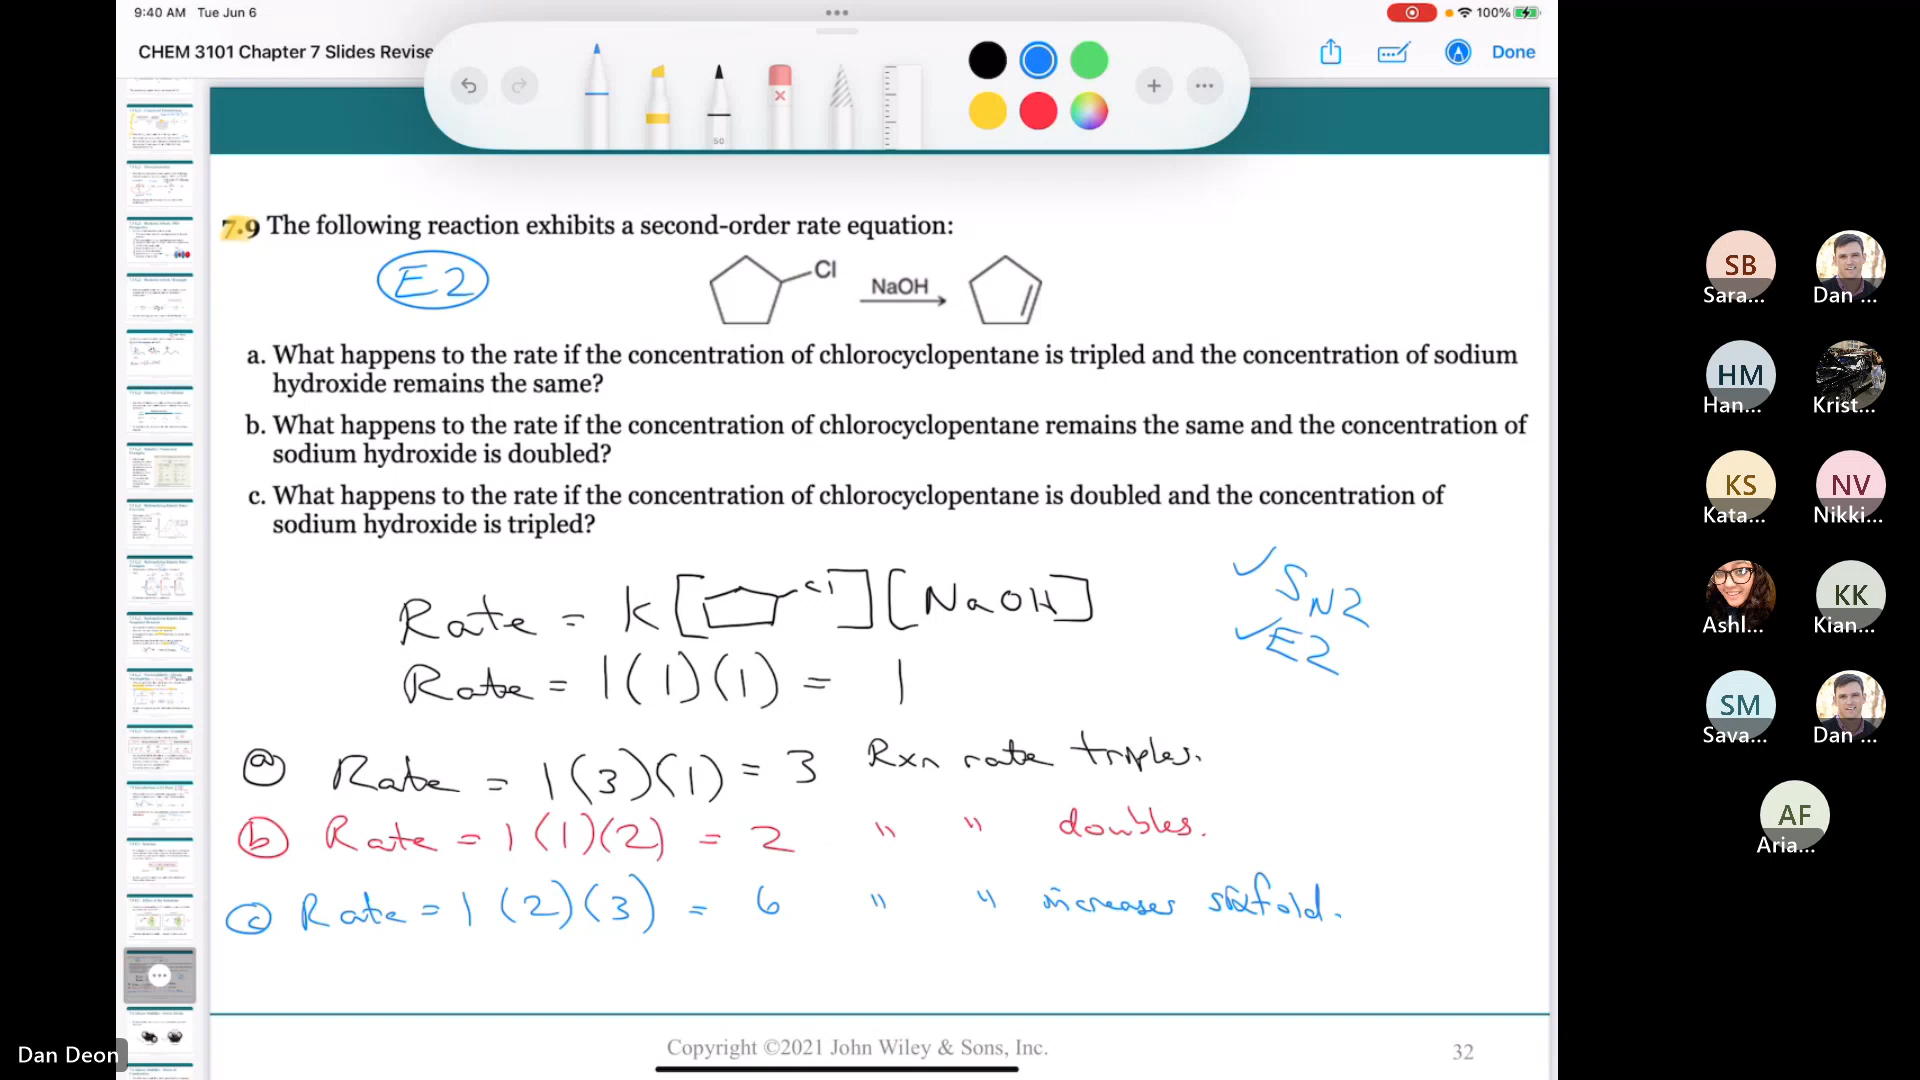 9:40 AM Tue Jun 6
100%
CHEM 3101 Chapter 7 Slides Revise
50
Done
7.9 The following reaction exhibits a second-order rate equation:
E2
Cl
NaOH
a. What happens to the rate if the concentration of chlorocyclopentane is tripled and the concentration of sodium
hydroxide remains the same?
b. What happens to the rate if the concentration of chlorocyclopentane remains the same and the concentration of
sodium hydroxide is doubled?
c. What happens to the rate if the concentration of chlorocyclopentane is doubled and the concentration of
sodium hydroxide is tripled?
Rate = k [ Cl ] [NaOH]
✓ SN2
✓ E2
Rate = 1 (1)(1) = 1
a Rate = 1 (3)(1) = 3 Rxn rate triples.
b Rate = 1 (1)(2) = 2 " " doubles.
c Rate = 1 (2)(3) = 6 " " increases sixfold.
Copyright ©2021 John Wiley & Sons, Inc.
32
Dan Deon
SB
Sara...
Dan ...
HM
Han...
Krist...
KS
Kata...
NV
Nikki...
Ashl...
KK
Kian...
SM
Sava...
Dan ...
AF
Aria...